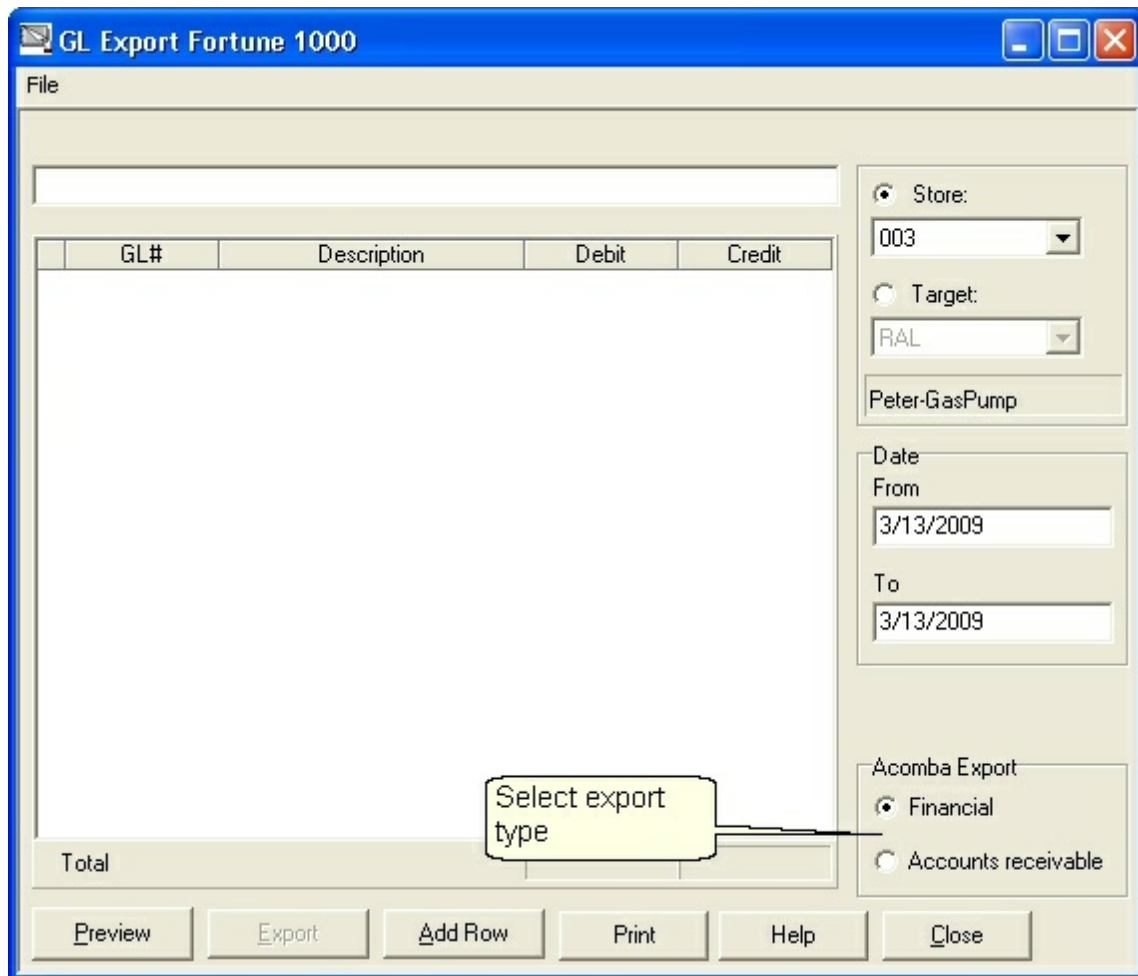 GL Export Fortune 1000
File
Store:
003
GL# Description Debit Credit
Target:
RAL
Peter-GasPump
Date
From
3/13/2009
To
3/13/2009
Acomba Export
Select export
type
Financial
Total
Accounts receivable
Preview Export Add Row Print Help Close